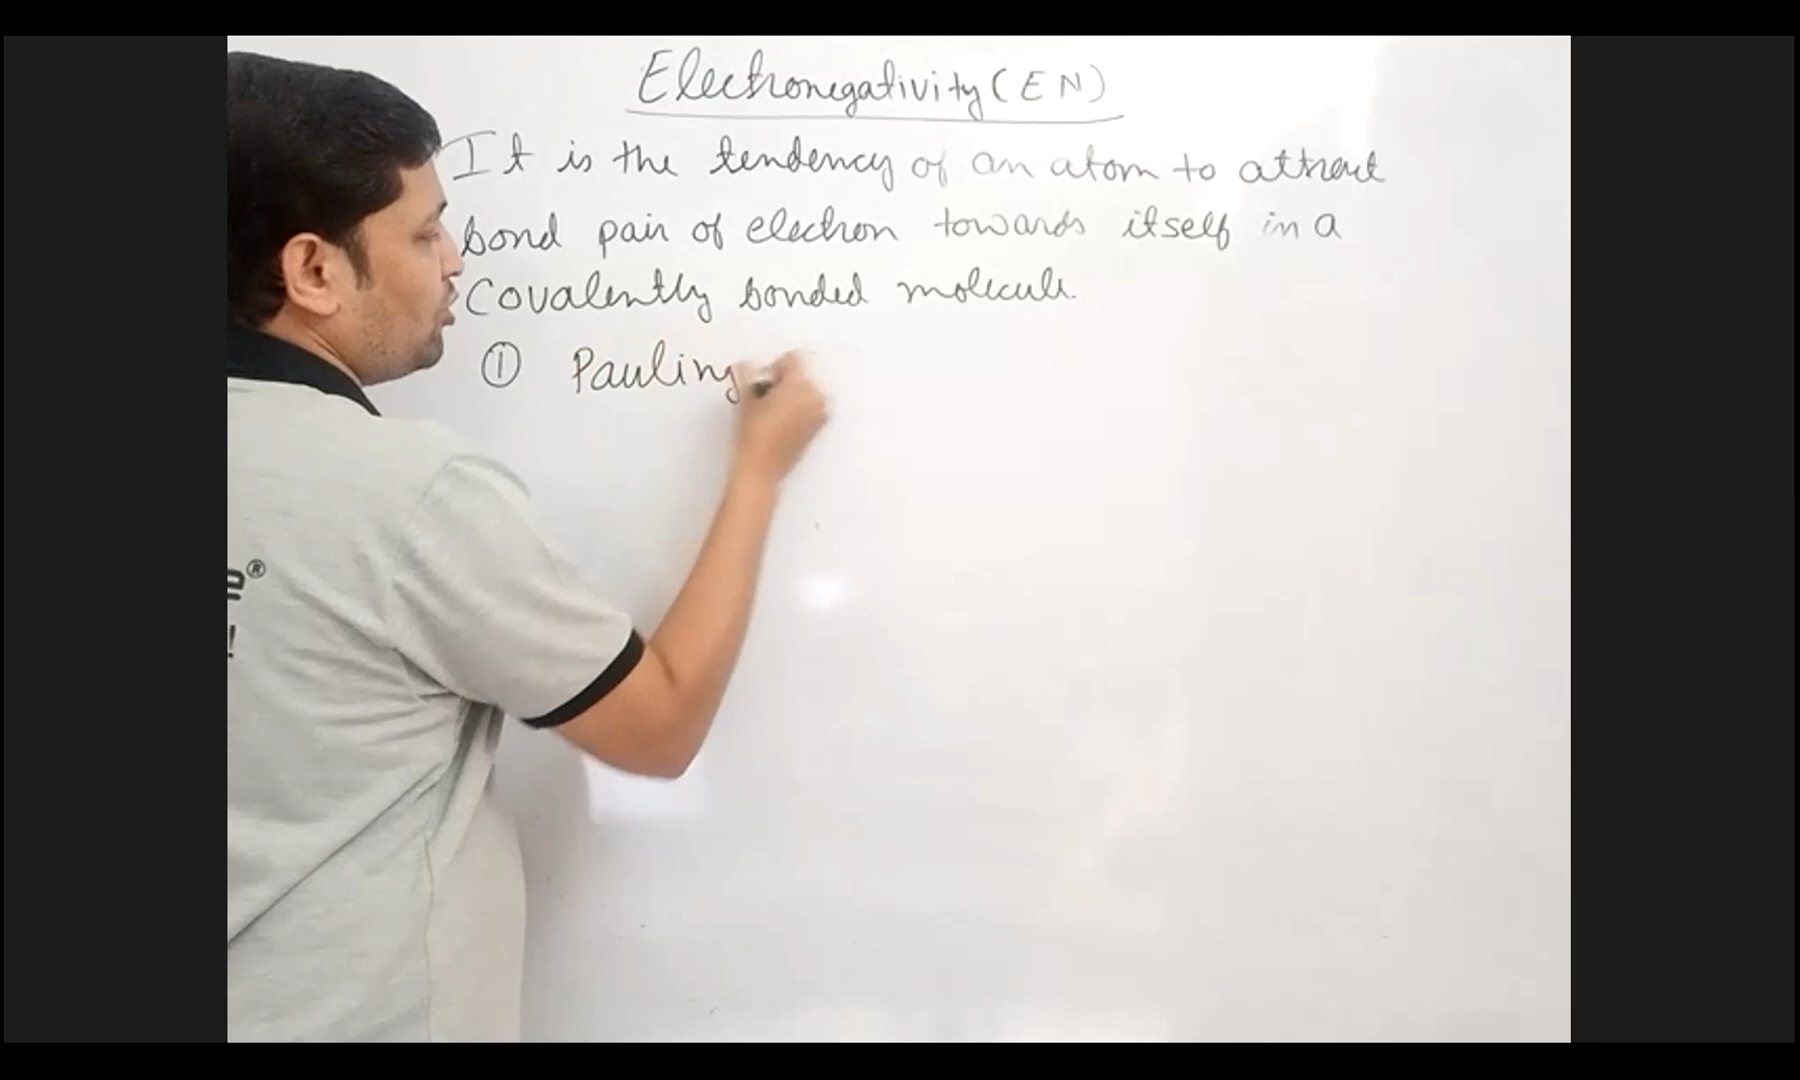 Electronegativity (EN)
It is the tendency of an atom to attract
bond pair of electron towards itself in a
Covalently bonded molecule.
① Pauling
®
!